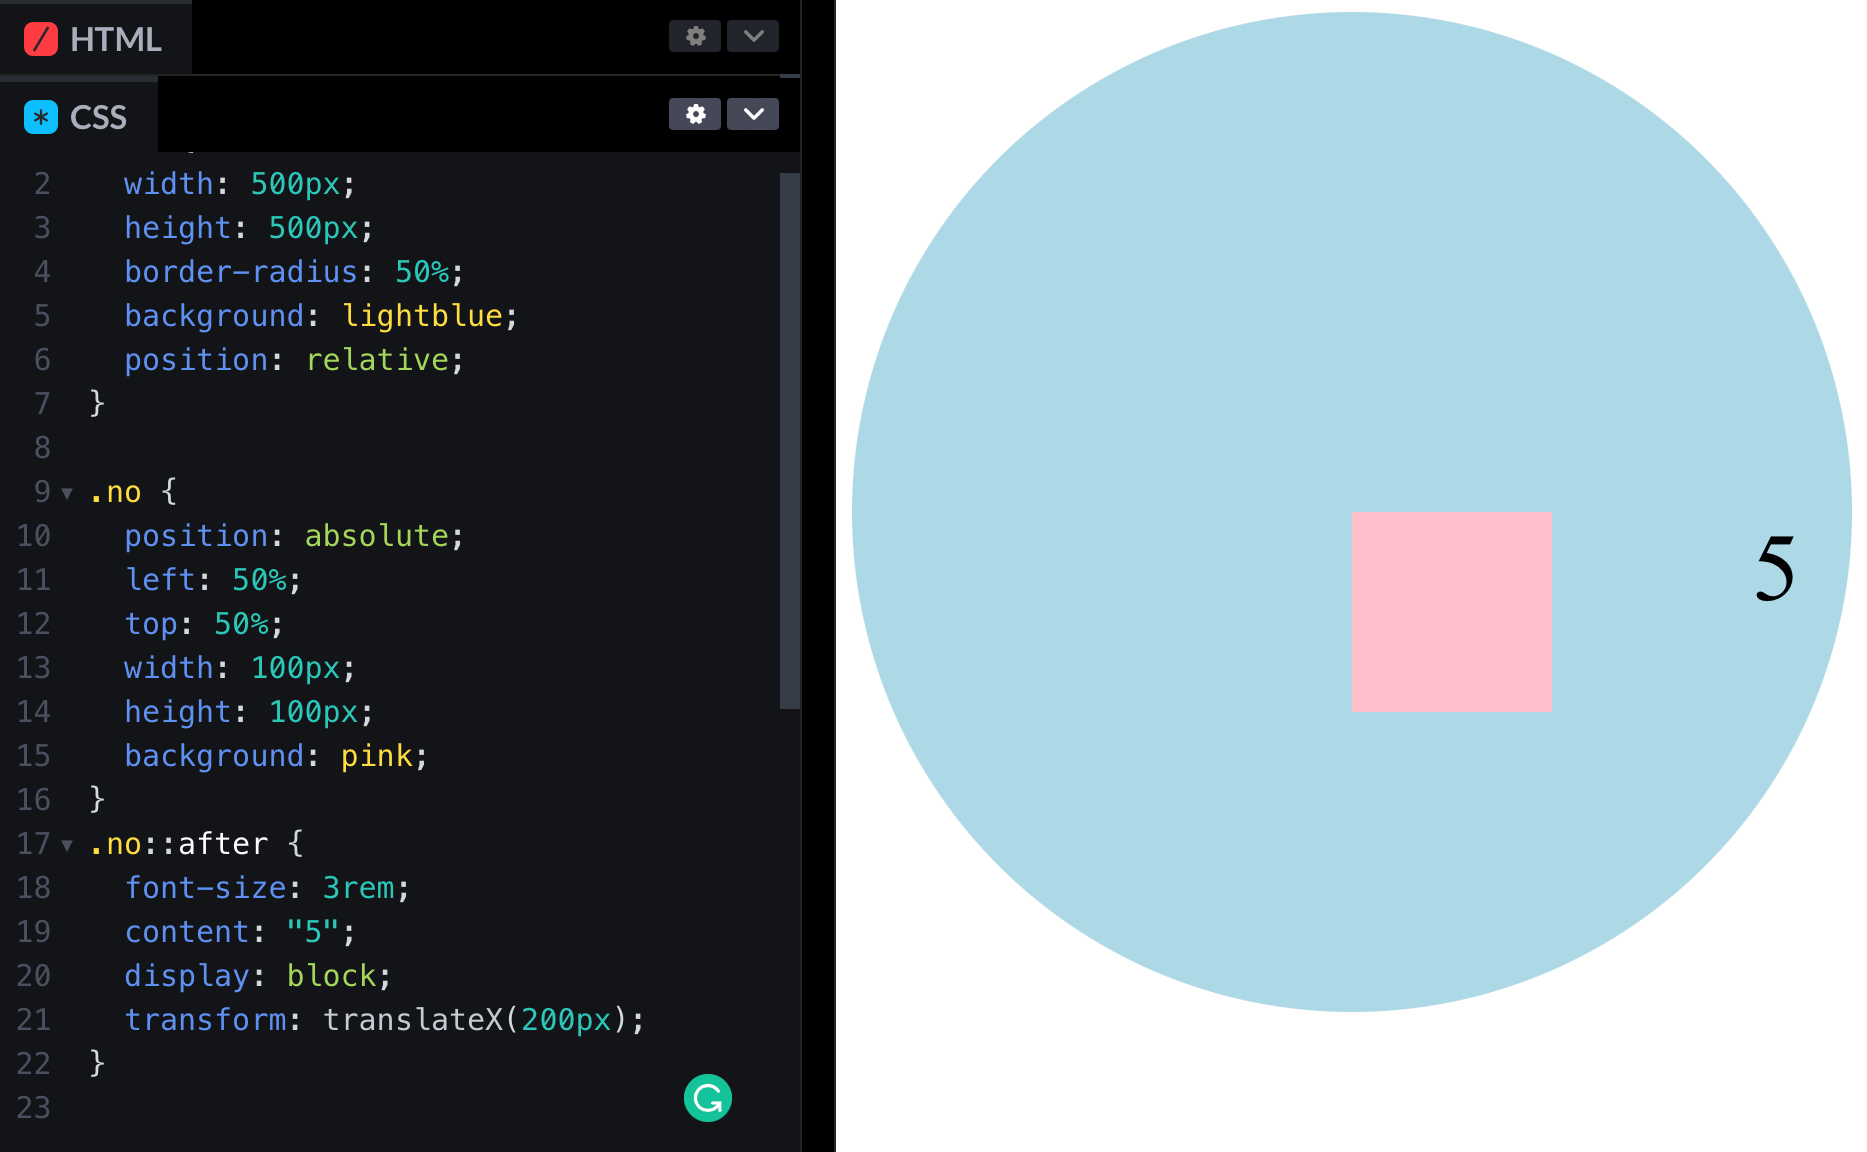 HTML
CSS
2 width: 500px;
3 height: 500px;
4 border-radius: 50%;
5 background: lightblue;
6 position: relative;
7 }
8
9 .no {
10 position: absolute;
11 left: 50%;
12 top: 50%;
13 width: 100px;
14 height: 100px;
15 background: pink;
16 }
17 .no::after {
18 font-size: 3rem;
19 content: "5";
20 display: block;
21 transform: translateX(200px);
22 }
23
5